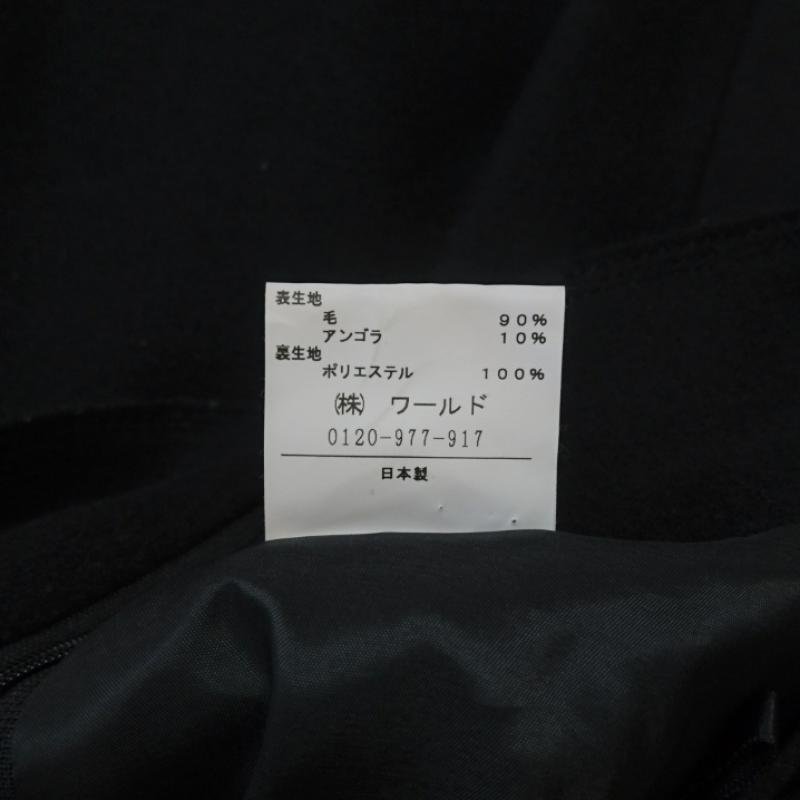 表生地
毛 90%
アンゴラ 10%
裏生地
ポリエステル 100%
㈱ ワールド
0120-977-917
日本製